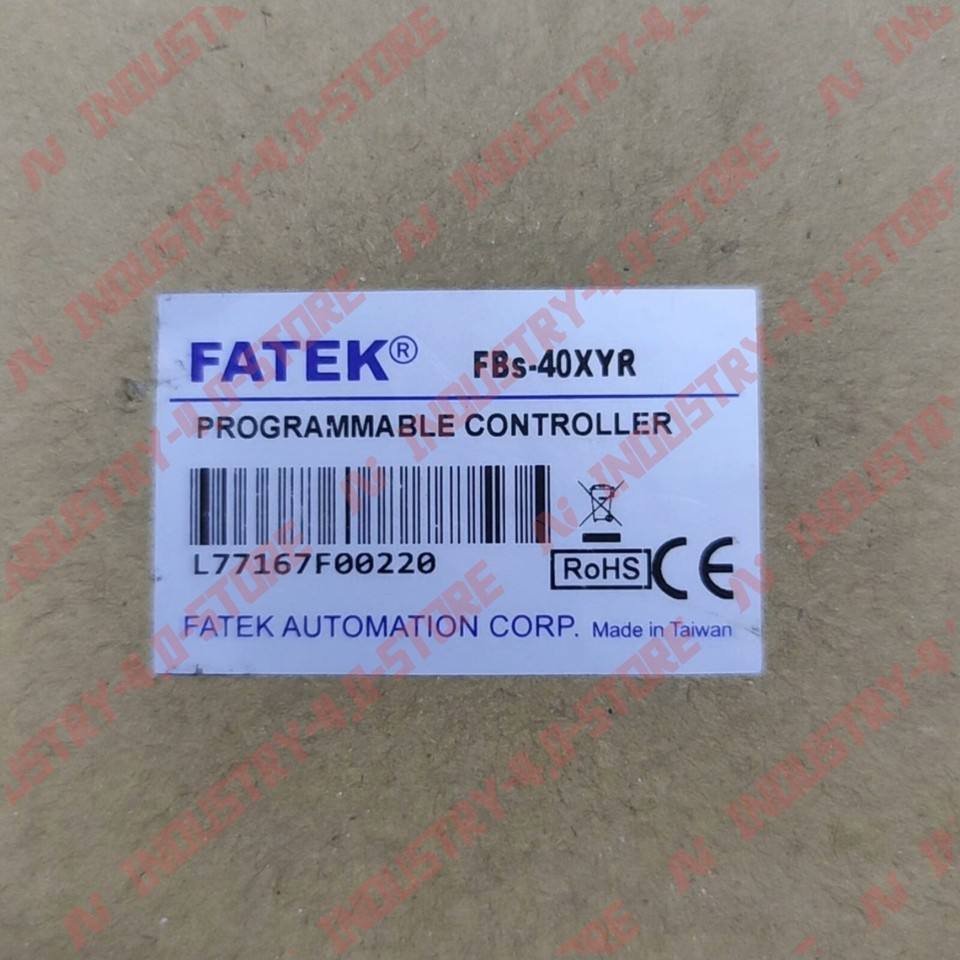 FATEK® FBs-40XYR
PROGRAMMABLE CONTROLLER
L77167F00220
RoHS CE
FATEK AUTOMATION CORP. Made in Taiwan
INDUSTRY-4.0-STORE